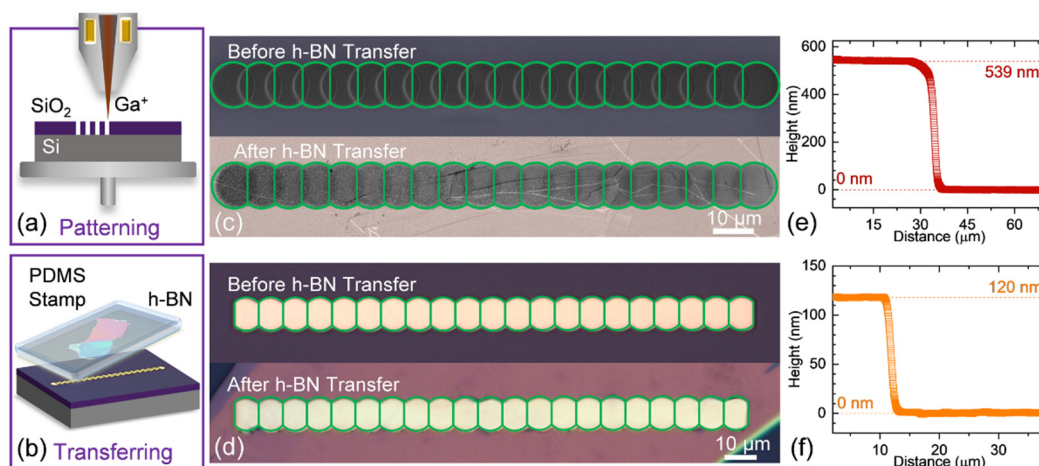 SiO2
Ga+
Si
(a) Patterning
PDMS
Stamp
h-BN
(b) Transferring
Before h-BN Transfer
After h-BN Transfer
(c)
10 μm
Before h-BN Transfer
After h-BN Transfer
(d)
10 μm
600
400
200
0
Height (nm)
539 nm
0 nm
15 30 45 60
(e)
Distance (μm)
150
100
50
0
Height (nm)
120 nm
0 nm
10 20 30
(f)
Distance (μm)